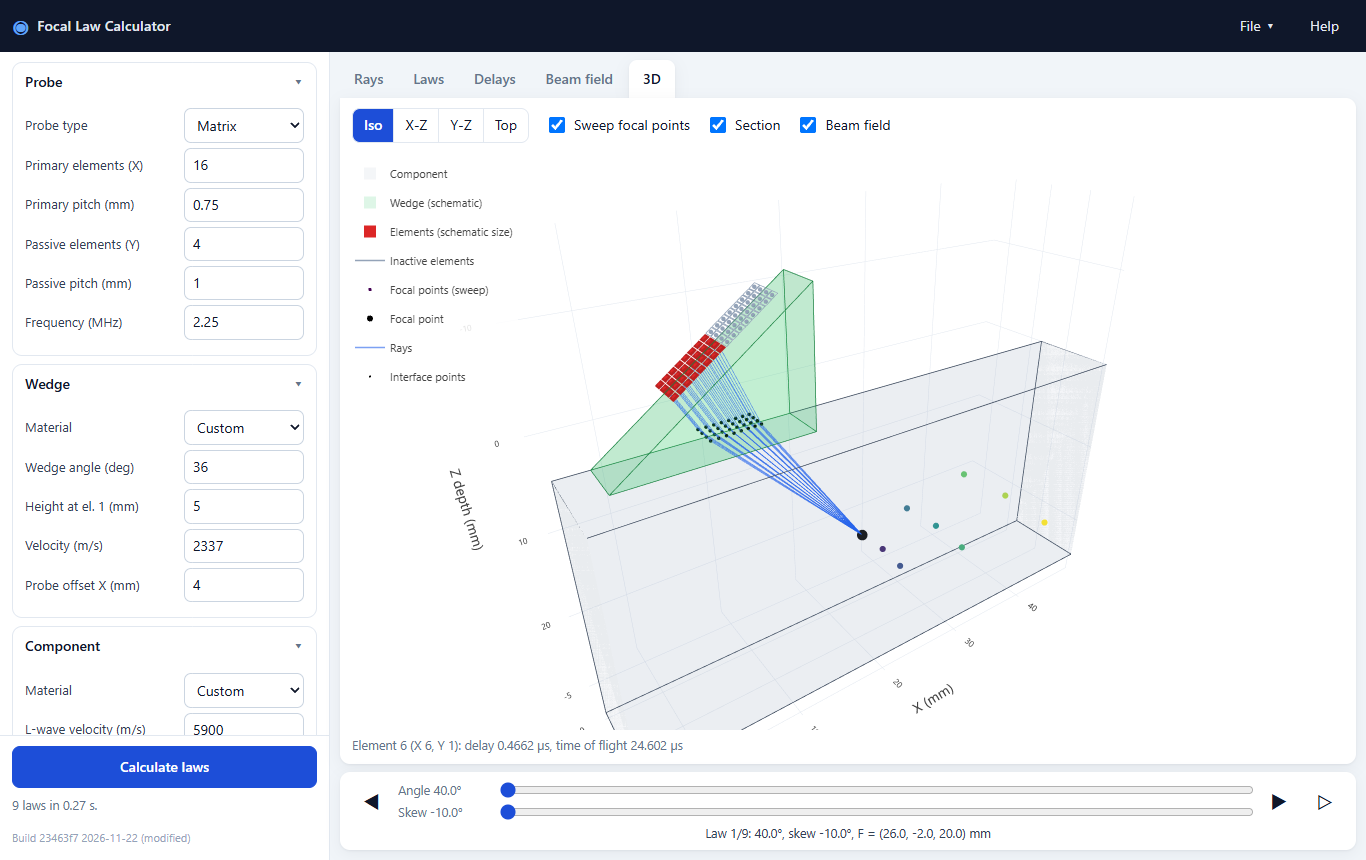 Focal Law Calculator
File ▼
Help
Probe
Probe type Matrix
Primary elements (X) 16
Primary pitch (mm) 0.75
Passive elements (Y) 4
Passive pitch (mm) 1
Frequency (MHz) 2.25
Wedge
Material Custom
Wedge angle (deg) 36
Height at el. 1 (mm) 5
Velocity (m/s) 2337
Probe offset X (mm) 4
Component
Material Custom
L-wave velocity (m/s) 5900
Calculate laws
9 laws in 0.27 s.
Build 23463f7 2026-11-22 (modified)
Rays Laws Delays Beam field 3D
Iso X-Z Y-Z Top Sweep focal points Section Beam field
Component
Wedge (schematic)
Elements (schematic size)
Inactive elements
Focal points (sweep)
Focal point
Rays
Interface points
10
0
10
20
-5
Z depth (mm)
40
30
20
X (mm)
Element 6 (X 6, Y 1): delay 0.4662 µs, time of flight 24.602 µs
Angle 40.0°
Skew -10.0°
Law 1/9: 40.0°, skew -10.0°, F = (26.0, -2.0, 20.0) mm